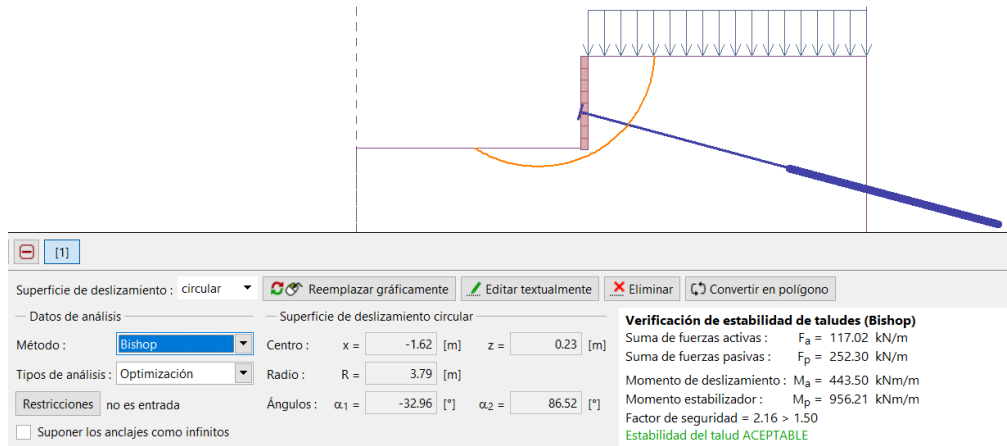 [1]
Superficie de deslizamiento : circular Reemplazar gráficamente Editar textualmente Eliminar Convertir en polígono
Datos de análisis
Método : Bishop
Tipos de análisis : Optimización
Restricciones no es entrada
Suponer los anclajes como infinitos
Superficie de deslizamiento circular
Centro : x = -1.62 [m] z = 0.23 [m]
Radio : R = 3.79 [m]
Ángulos : α1 = -32.96 [°] α2 = 86.52 [°]
Verificación de estabilidad de taludes (Bishop)
Suma de fuerzas activas : Fa = 117.02 kN/m
Suma de fuerzas pasivas : Fp = 252.30 kN/m
Momento de deslizamiento : Ma = 443.50 kNm/m
Momento estabilizador : Mp = 956.21 kNm/m
Factor de seguridad = 2.16 > 1.50
Estabilidad del talud ACEPTABLE